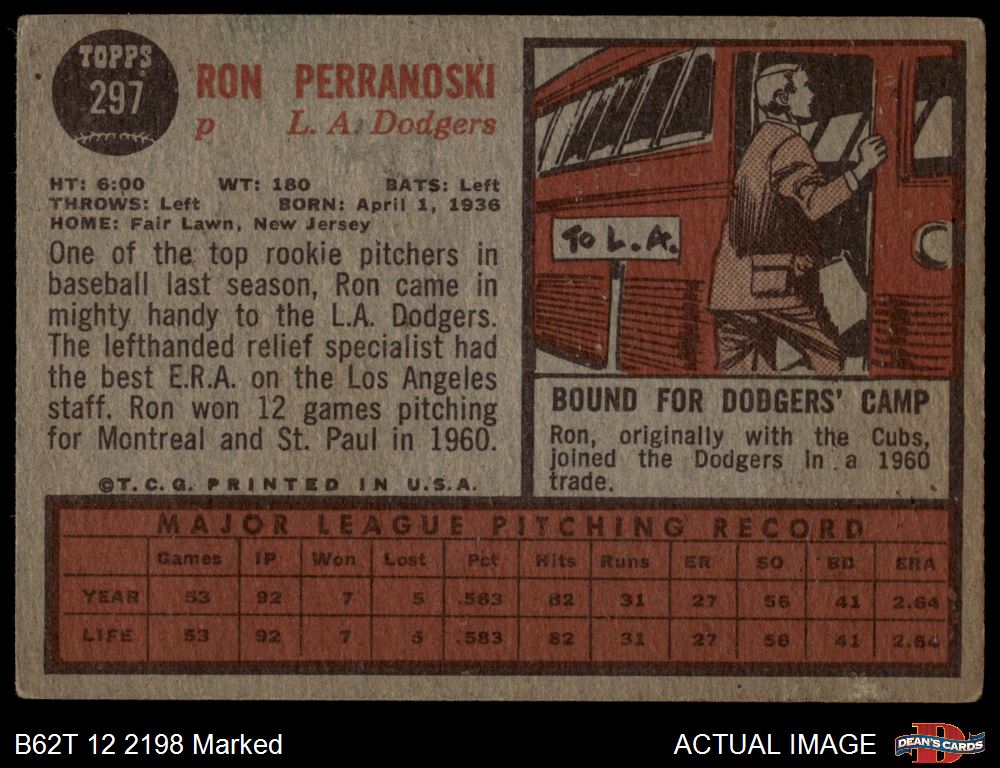 TOPPS
297
RON PERRANOSKI
p L. A. Dodgers
HT: 6:00 WT: 180 BATS: Left
THROWS: Left BORN: April 1, 1936
HOME: Fair Lawn, New Jersey
One of the top rookie pitchers in
baseball last season, Ron came in
mighty handy to the L.A. Dodgers.
The lefthanded relief specialist had
the best E.R.A. on the Los Angeles
staff. Ron won 12 games pitching
for Montreal and St. Paul in 1960.
©T. C. G. PRINTED IN U.S.A.
TO L.A.
BOUND FOR DODGERS' CAMP
Ron, originally with the Cubs,
joined the Dodgers in a 1960
trade.
MAJOR LEAGUE PITCHING RECORD
Games IP Won Lost Pct Hits Runs ER SO BB ERA
YEAR 53 92 7 5 .583 82 31 27 56 41 2.64
LIFE 53 92 7 5 .583 82 31 27 56 41 2.64
B62T 12 2198 Marked
ACTUAL IMAGE
D
DEAN'S CARDS